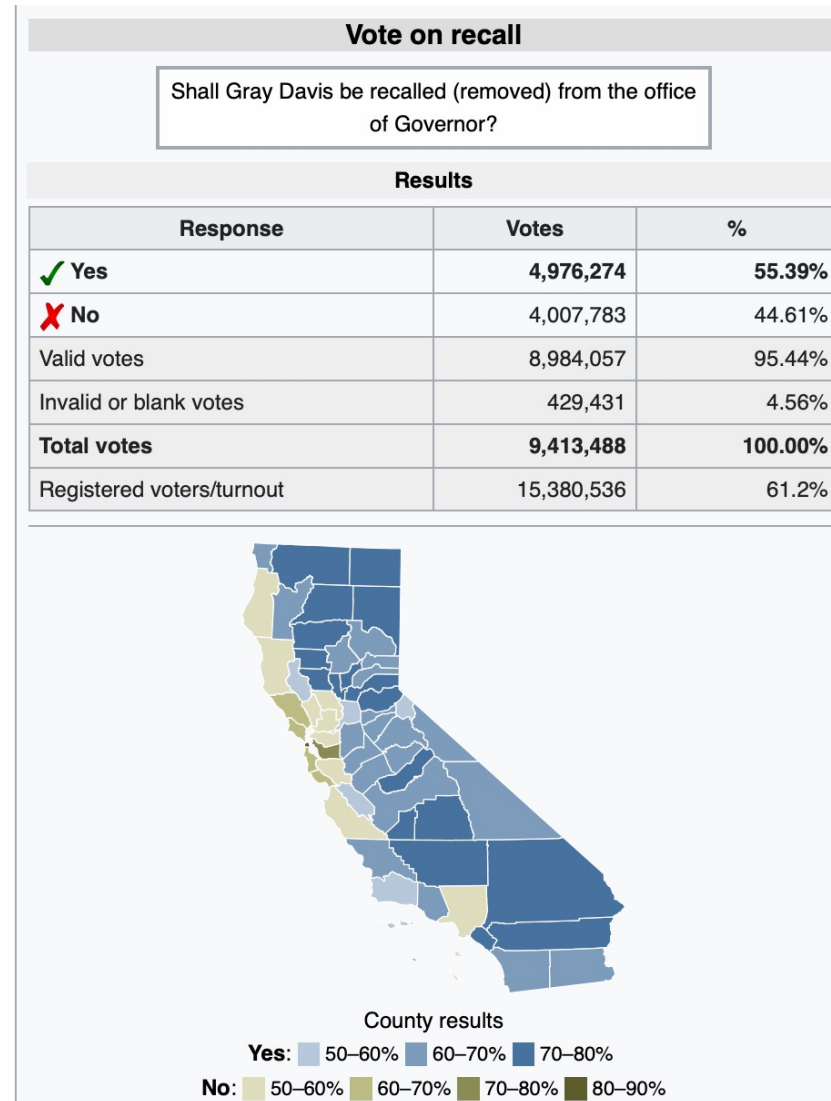 Vote on recall
Shall Gray Davis be recalled (removed) from the office
of Governor?
Results
Response Votes %
Yes 4,976,274 55.39%
No 4,007,783 44.61%
Valid votes 8,984,057 95.44%
Invalid or blank votes 429,431 4.56%
Total votes 9,413,488 100.00%
Registered voters/turnout 15,380,536 61.2%
County results
Yes: 50–60% 60–70% 70–80%
No: 50–60% 60–70% 70–80% 80–90%